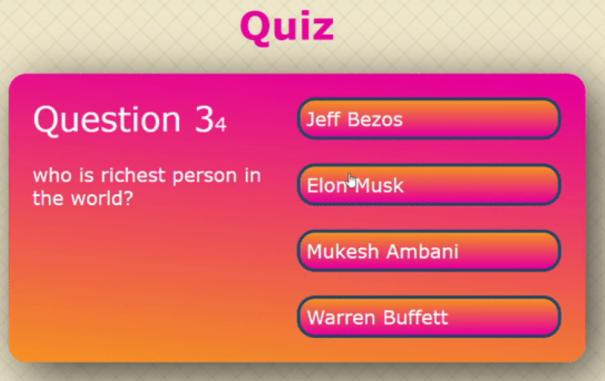 Quiz
Question 34
who is richest person in
the world?
Jeff Bezos
Elon Musk
Mukesh Ambani
Warren Buffett